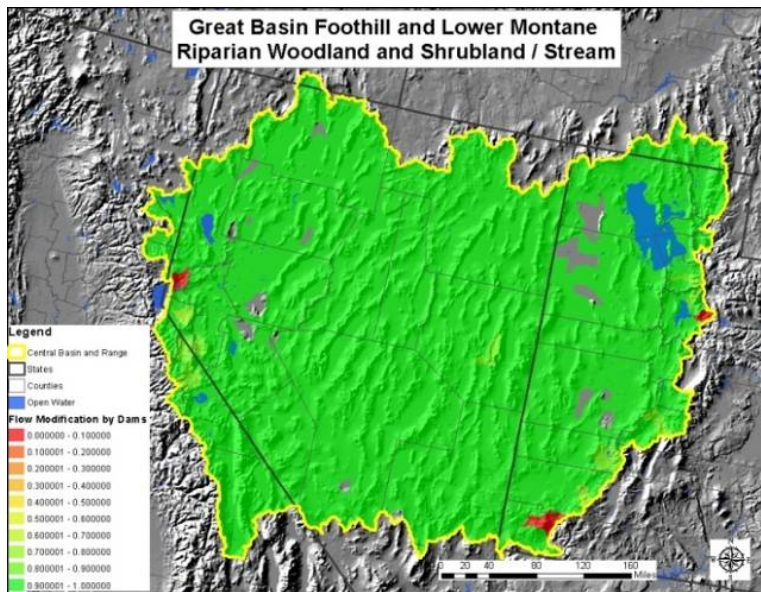 Great Basin Foothill and Lower Montane
Riparian Woodland and Shrubland / Stream
Legend
Central Basin and Range
States
Counties
Open Water
Flow Modification by Dams
0.000000 - 0.100000
0.100001 - 0.200000
0.200001 - 0.300000
0.300001 - 0.400000
0.400001 - 0.500000
0.500001 - 0.600000
0.600001 - 0.700000
0.700001 - 0.800000
0.800001 - 0.900000
0.900001 - 1.000000
0 20 40 80 120 160
Miles